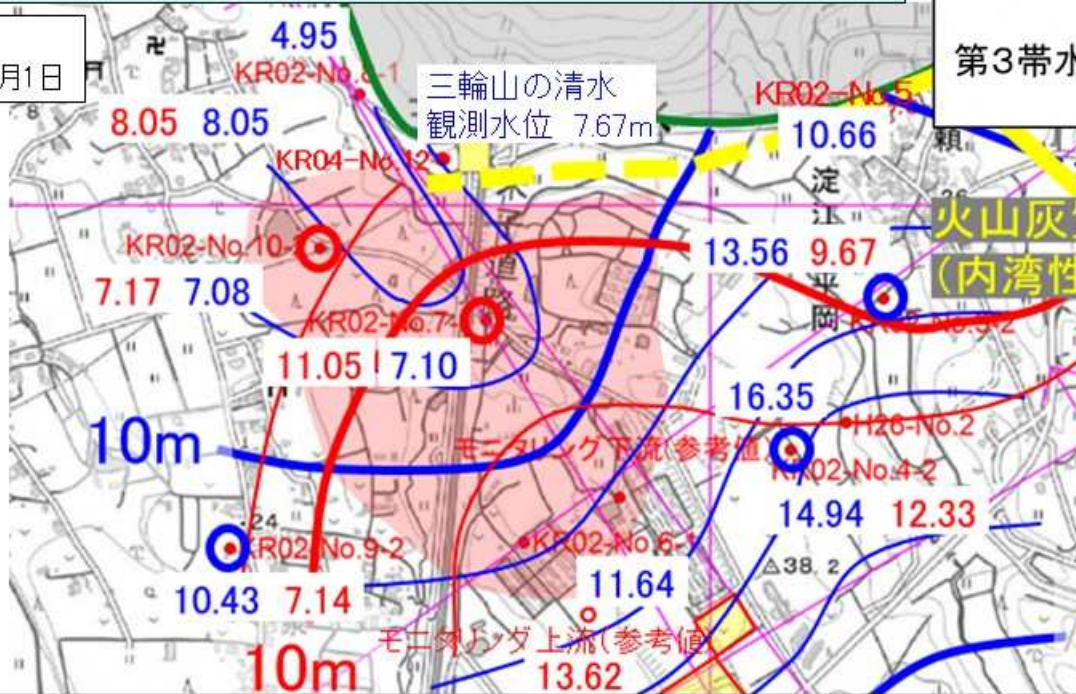 月1日
第3帯水
4.95
KR02-No.8-1
三輪山の清水
観測水位 7.67m
KR02-No.5
8.05 8.05
10.66
KR04-No.12
火山灰質
(内湾性
KR02-No.10-
13.56 9.67
7.17 7.08
KR02-No.7-
道路
淀江
平岡
11.05 7.10
16.35
H26-No.2
10m
モニタリング下流(参考値)
KR02-No.4-2
14.94 12.33
24
KR02-No.9-2
KR02-No.6-1
38.2
10.43 7.14
11.64
モニタリング上流(参考値)
10m
13.62